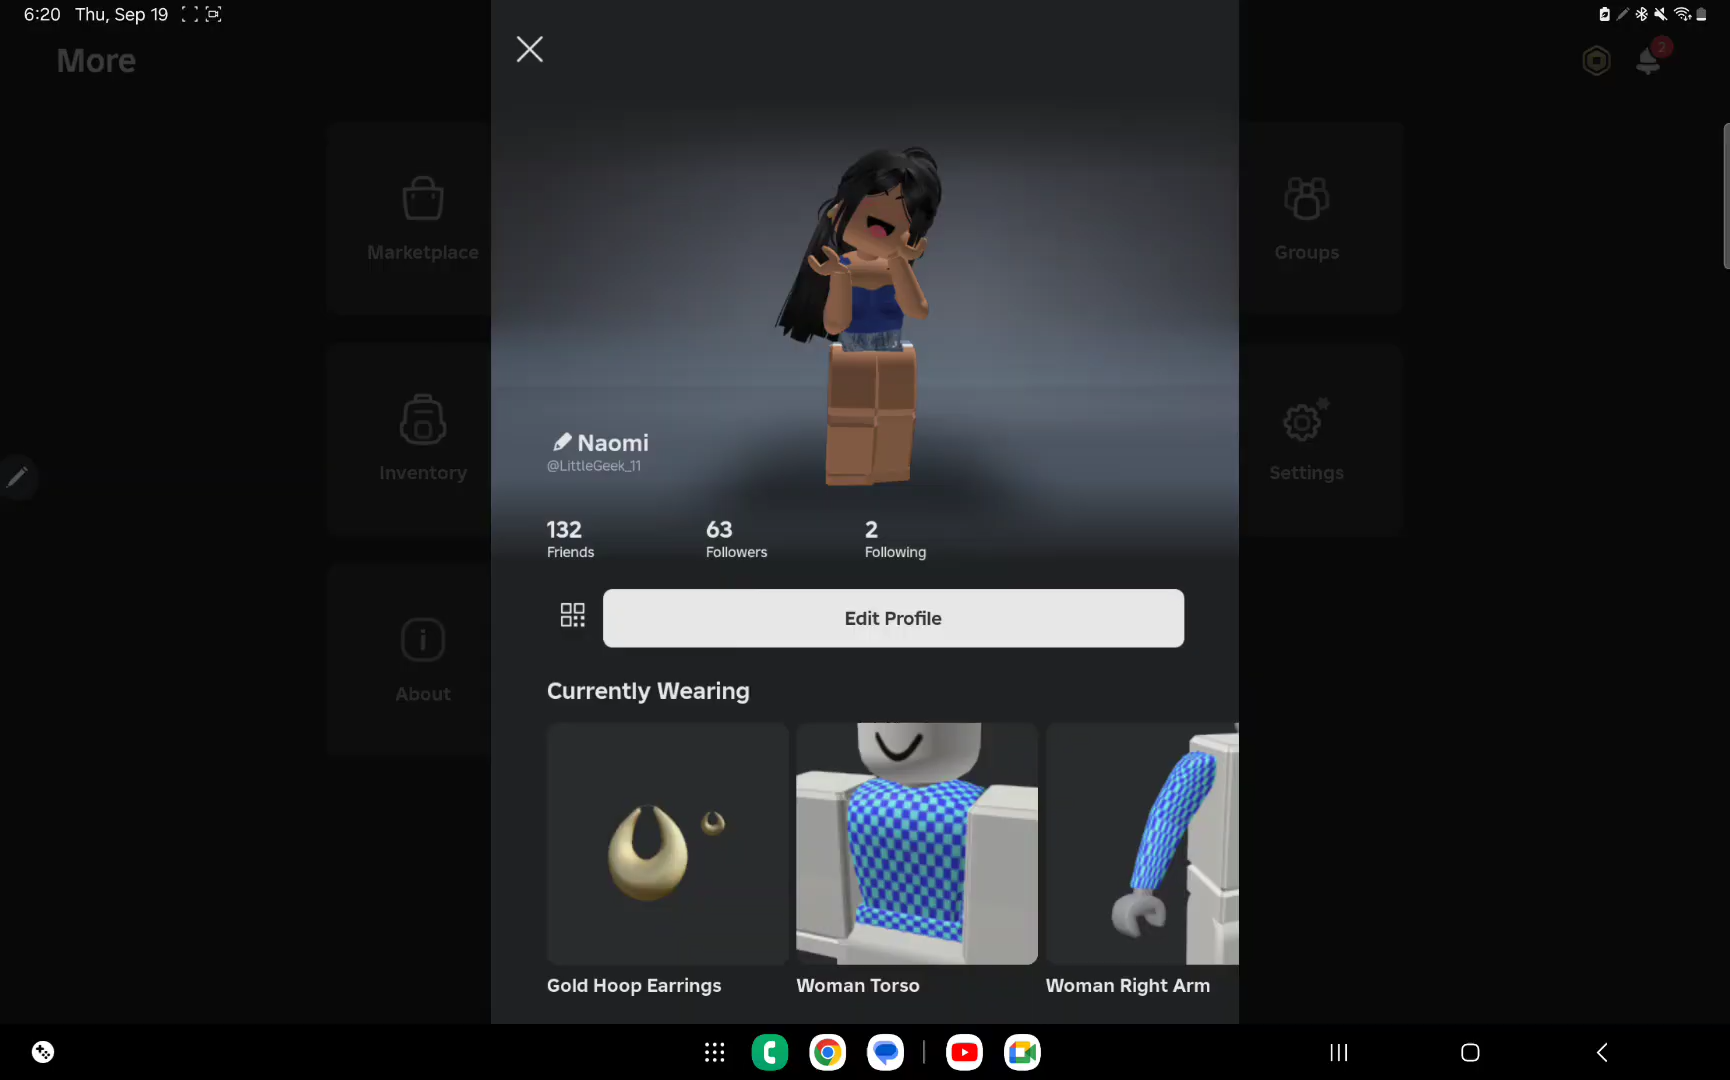 6:20 Thu, Sep 19
More
2
Marketplace
Groups
Inventory
Settings
About
Naomi
@LittleGeek_11
132 63 2
Friends Followers Following
Edit Profile
Currently Wearing
Gold Hoop Earrings Woman Torso Woman Right Arm